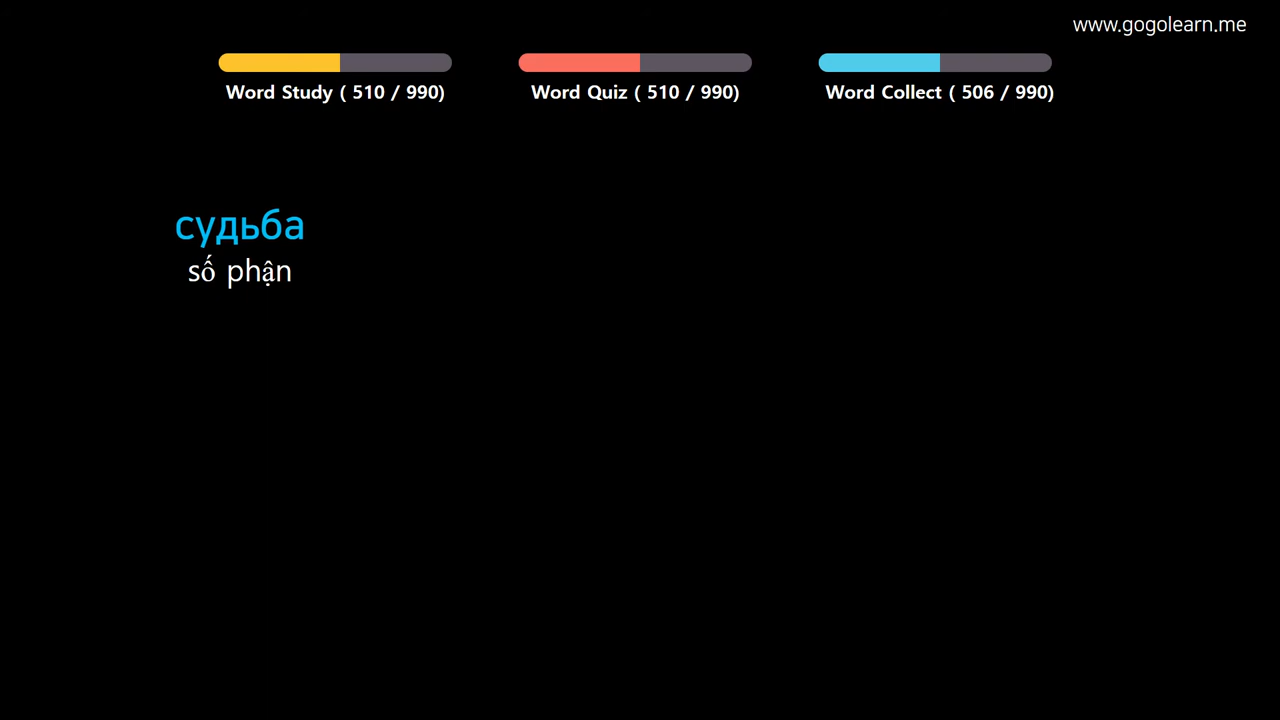 www.gogolearn.me
Word Study ( 510 / 990)
Word Quiz ( 510 / 990)
Word Collect ( 506 / 990)
судьба
số phận